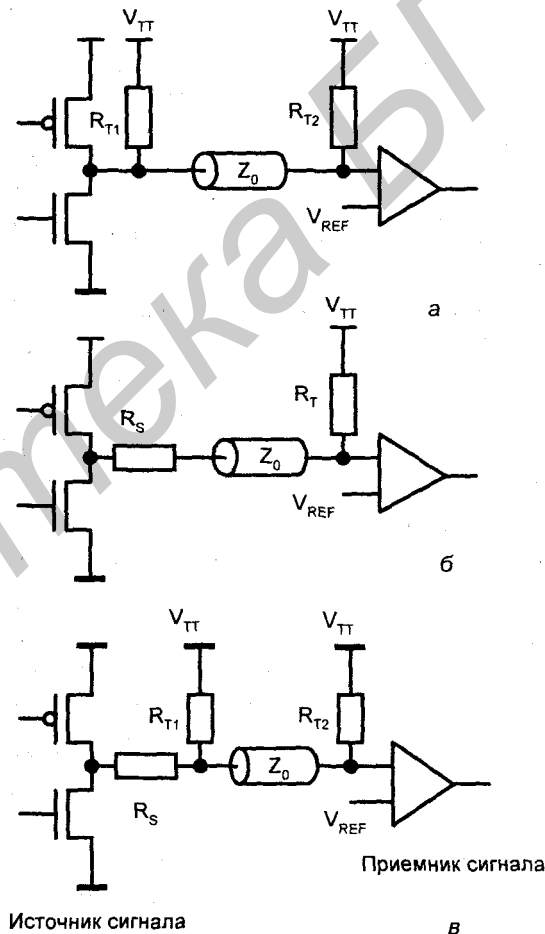 V_TT V_TT
R_T1 R_T2
Z_0
V_REF
а
V_TT
R_S R_T
Z_0
V_REF
б
V_TT V_TT
R_T1 R_T2
Z_0
R_S
V_REF
Приемник сигнала
Источник сигнала
в